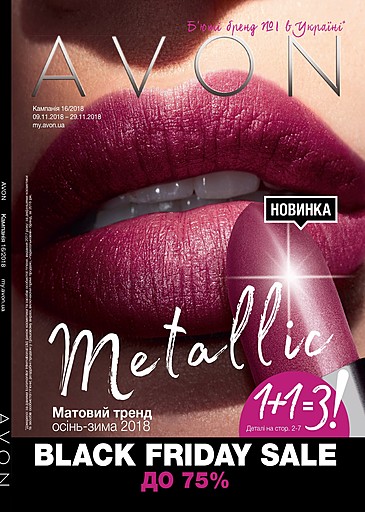 Б'юті бренд №1 в Україні*
AVON
Кампанія 16/2018
09.11.2018 – 29.11.2018
my.avon.ua
НОВИНКА
Metallic
Матовий тренд
осінь-зима 2018
1+1=3!
Деталі на стор. 2-7
BLACK FRIDAY SALE
ДО 75%
AVON
Кампанія 16/2018
my.avon.ua
AVON